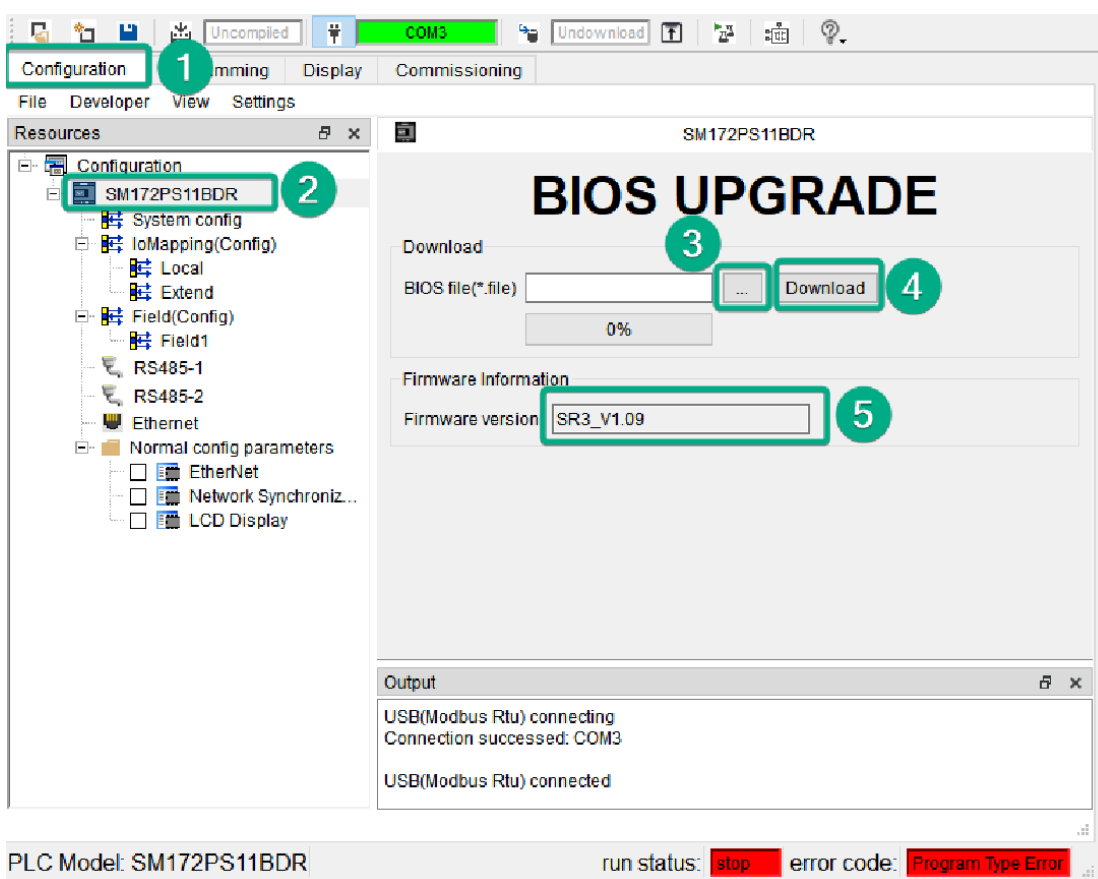 Uncompiled
COM3
Undownload
Configuration
1
mming
Display
Commissioning
File
Developer
View
Settings
Resources
SM172PS11BDR
Configuration
SM172PS11BDR
2
System config
IoMapping(Config)
Local
Extend
Field(Config)
Field1
RS485-1
RS485-2
Ethernet
Normal config parameters
EtherNet
Network Synchroniz...
LCD Display
BIOS UPGRADE
Download
3
BIOS file(*.file)
...
Download
4
0%
Firmware Information
Firmware version
SR3_V1.09
5
Output
USB(Modbus Rtu) connecting
Connection successed: COM3
USB(Modbus Rtu) connected
PLC Model: SM172PS11BDR
run status:
stop
error code:
Program Type Error